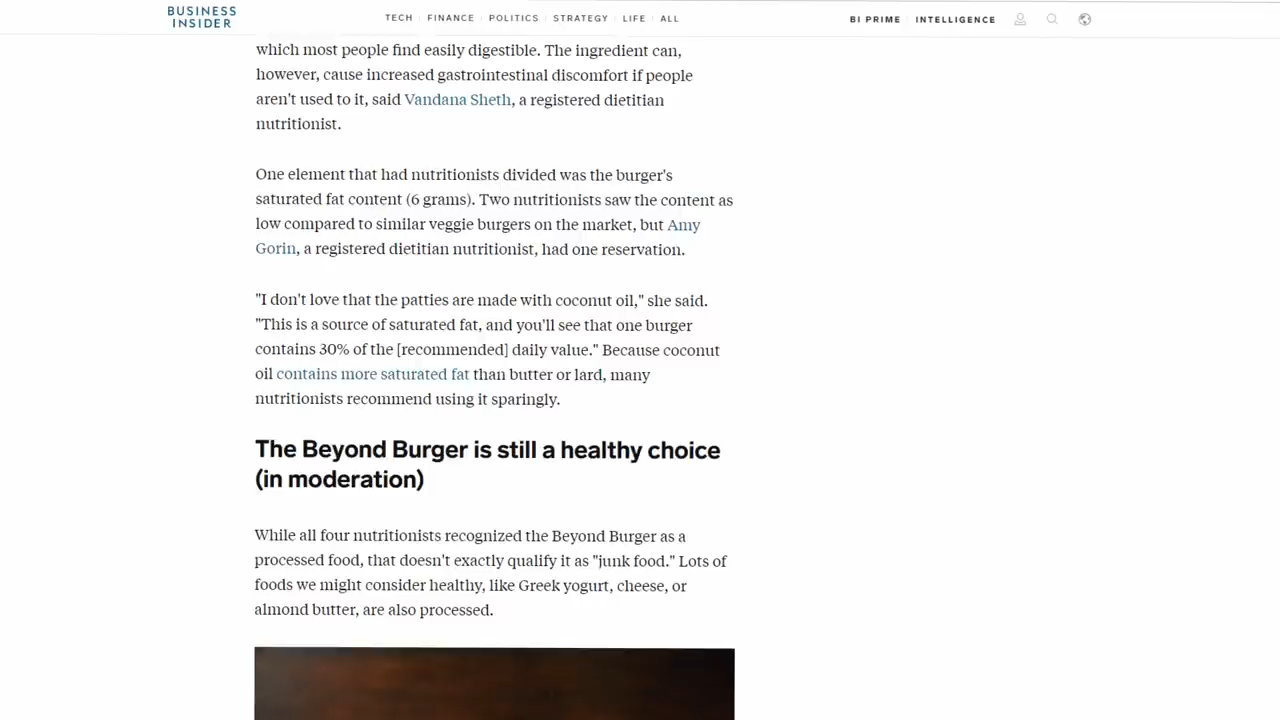 BUSINESS
INSIDER
TECH FINANCE POLITICS STRATEGY LIFE ALL
BI PRIME INTELLIGENCE
which most people find easily digestible. The ingredient can,
however, cause increased gastrointestinal discomfort if people
aren't used to it, said Vandana Sheth, a registered dietitian
nutritionist.
One element that had nutritionists divided was the burger's
saturated fat content (6 grams). Two nutritionists saw the content as
low compared to similar veggie burgers on the market, but Amy
Gorin, a registered dietitian nutritionist, had one reservation.
"I don't love that the patties are made with coconut oil," she said.
"This is a source of saturated fat, and you'll see that one burger
contains 30% of the [recommended] daily value." Because coconut
oil contains more saturated fat than butter or lard, many
nutritionists recommend using it sparingly.
The Beyond Burger is still a healthy choice
(in moderation)
While all four nutritionists recognized the Beyond Burger as a
processed food, that doesn't exactly qualify it as "junk food." Lots of
foods we might consider healthy, like Greek yogurt, cheese, or
almond butter, are also processed.